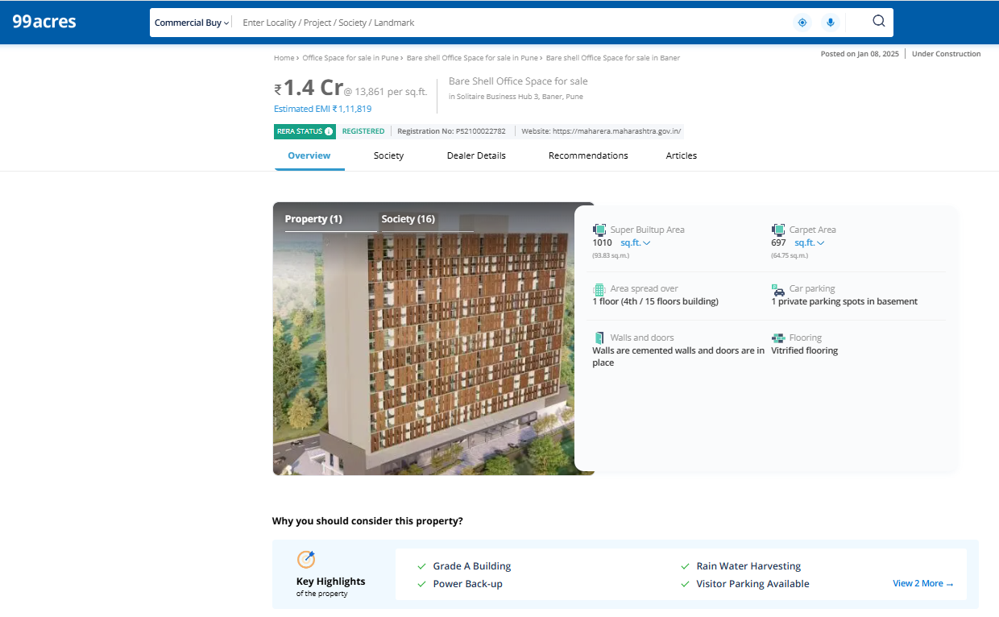 99acres
Commercial Buy Enter Locality / Project / Society / Landmark
Home › Office Space for sale in Pune › Bare shell Office Space for sale in Pune › Bare shell Office Space for sale in Baner
Posted on Jan 08, 2025 | Under Construction
₹1.4 Cr @ 13,861 per sq.ft.
Estimated EMI ₹1,11,819
Bare Shell Office Space for sale
in Solitaire Business Hub 3, Baner, Pune
RERA STATUS i REGISTERED | Registration No: P52100022782 | Website: https://maharera.maharashtra.gov.in/
Overview Society Dealer Details Recommendations Articles
Property (1) Society (16)
Super Builtup Area
1010 sq.ft.
(93.83 sq.m.)
Carpet Area
697 sq.ft.
(64.75 sq.m.)
Area spread over
1 floor (4th / 15 floors building)
Car parking
1 private parking spots in basement
Walls and doors
Walls are cemented walls and doors are in
place
Flooring
Vitrified flooring
Why you should consider this property?
Key Highlights
of the property
Grade A Building
Rain Water Harvesting
Power Back-up
Visitor Parking Available
View 2 More →